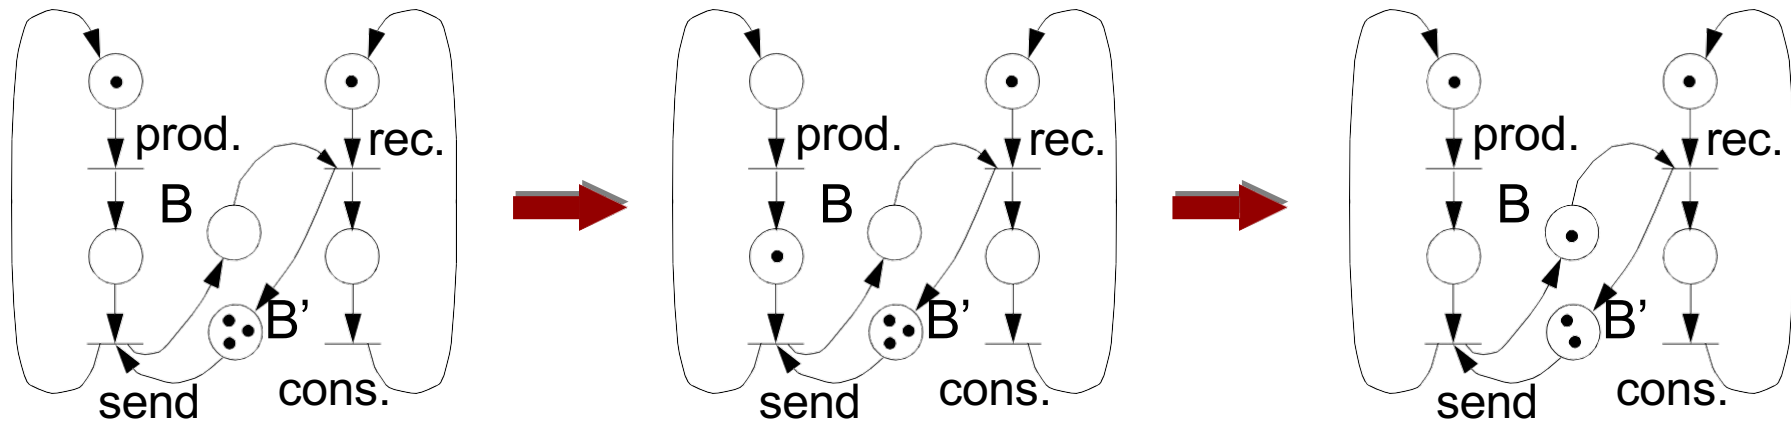 prod.
rec.
B
B’
send
cons.
prod.
rec.
B
B’
send
cons.
prod.
rec.
B
B’
send
cons.